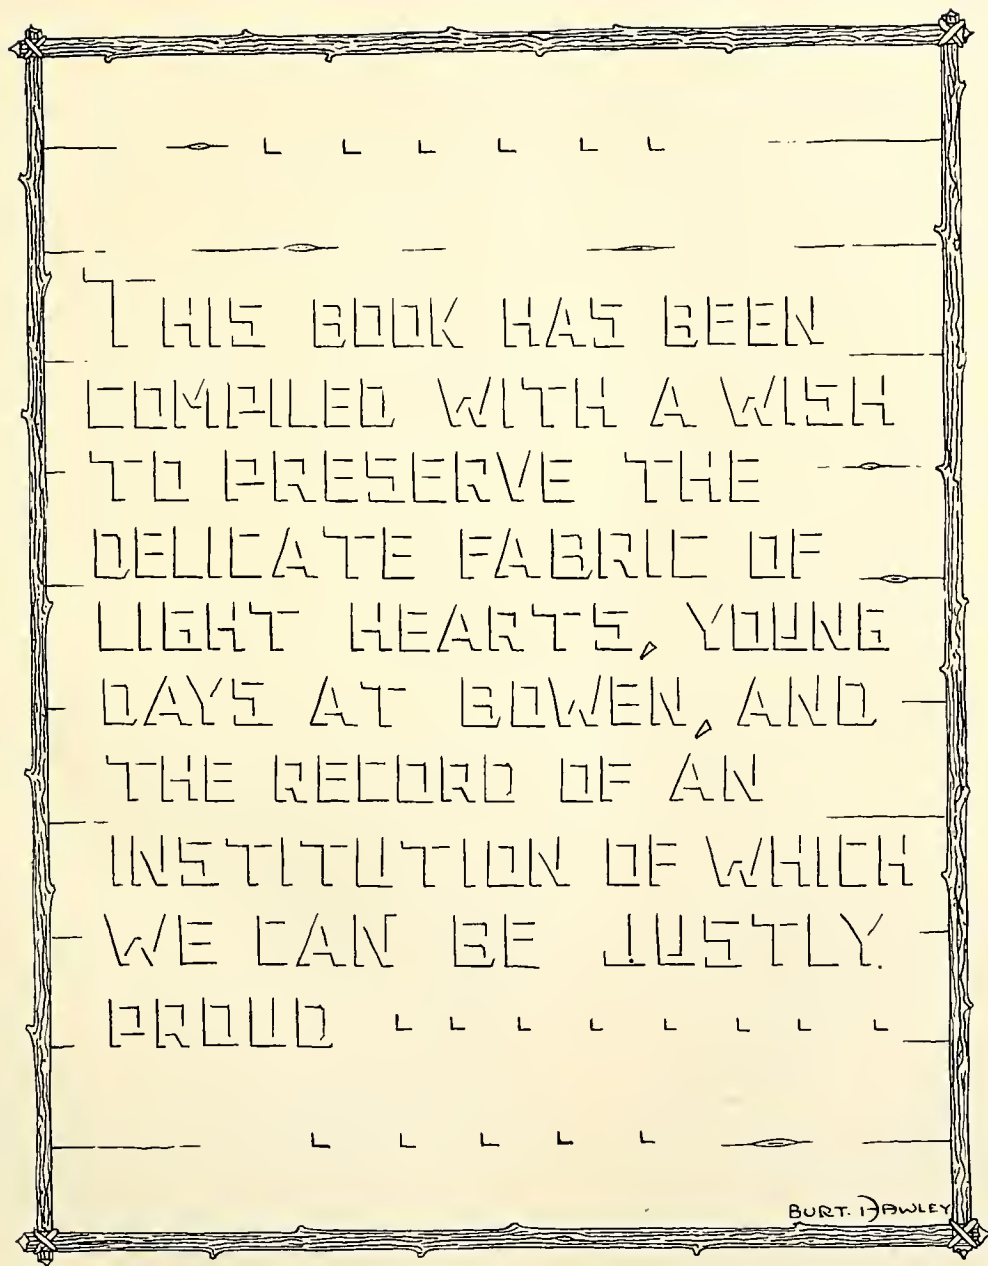 THIS BOOK HAS BEEN
COMPILED WITH A WISH
TO PRESERVE THE
DELICATE FABRIC OF
LIGHT HEARTS, YOUNG
DAYS AT BOWEN, AND
THE RECORD OF AN
INSTITUTION OF WHICH
WE CAN BE JUSTLY
PROUD ........
BURT. HAWLEY